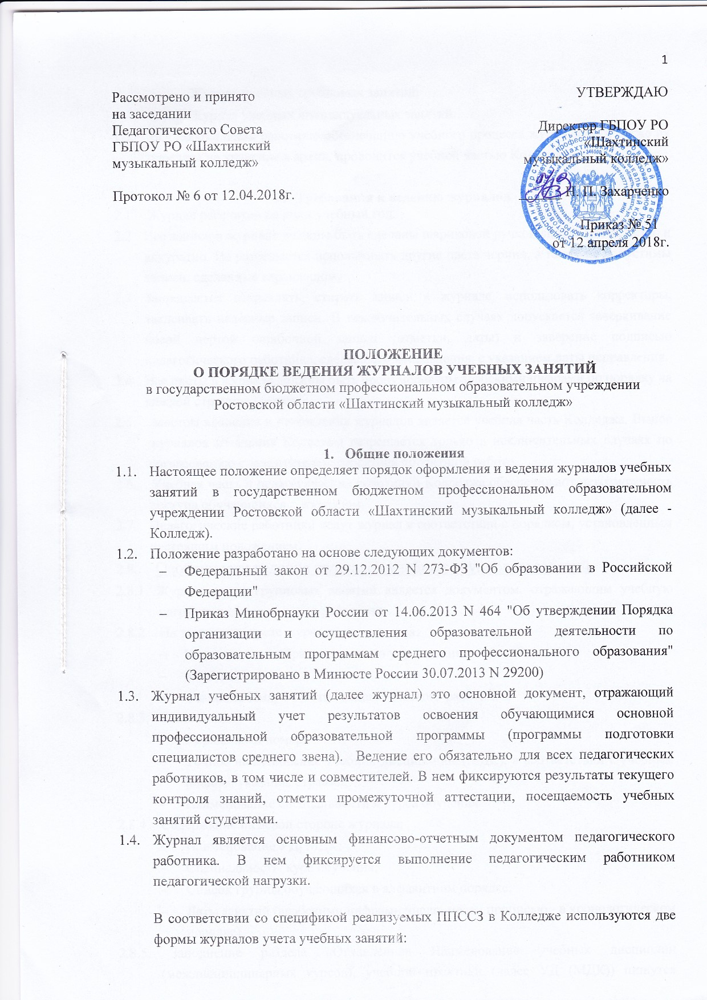 1
Рассмотрено и принято
на заседании
Педагогического Совета
ГБПОУ РО «Шахтинский
музыкальный колледж»
Протокол № 6 от 12.04.2018г.
УТВЕРЖДАЮ
Директор ГБПОУ РО
«Шахтинский
музыкальный колледж»
Н. П. Захарченко
Приказ № 51
от 12 апреля 2018г.
ПОЛОЖЕНИЕ
О ПОРЯДКЕ ВЕДЕНИЯ ЖУРНАЛОВ УЧЕБНЫХ ЗАНЯТИЙ
в государственном бюджетном профессиональном образовательном учреждении
Ростовской области «Шахтинский музыкальный колледж»
1. Общие положения
1.1. Настоящее положение определяет порядок оформления и ведения журналов учебных
занятий в государственном бюджетном профессиональном образовательном
учреждении Ростовской области «Шахтинский музыкальный колледж» (далее -
Колледж).
1.2. Положение разработано на основе следующих документов:
– Федеральный закон от 29.12.2012 N 273-ФЗ "Об образовании в Российской
Федерации"
– Приказ Минобрнауки России от 14.06.2013 N 464 "Об утверждении Порядка
организации и осуществления образовательной деятельности по
образовательным программам среднего профессионального образования"
(Зарегистрировано в Минюсте России 30.07.2013 N 29200)
1.3. Журнал учебных занятий (далее журнал) это основной документ, отражающий
индивидуальный учет результатов освоения обучающимися основной
профессиональной образовательной программы (программы подготовки
специалистов среднего звена). Ведение его обязательно для всех педагогических
работников, в том числе и совместителей. В нем фиксируются результаты текущего
контроля знаний, отметки промежуточной аттестации, посещаемость учебных
занятий студентами.
1.4. Журнал является основным финансово-отчетным документом педагогического
работника. В нем фиксируется выполнение педагогическим работником
педагогической нагрузки.
В соответствии со спецификой реализуемых ППССЗ в Колледже используются две
формы журналов учета учебных занятий: